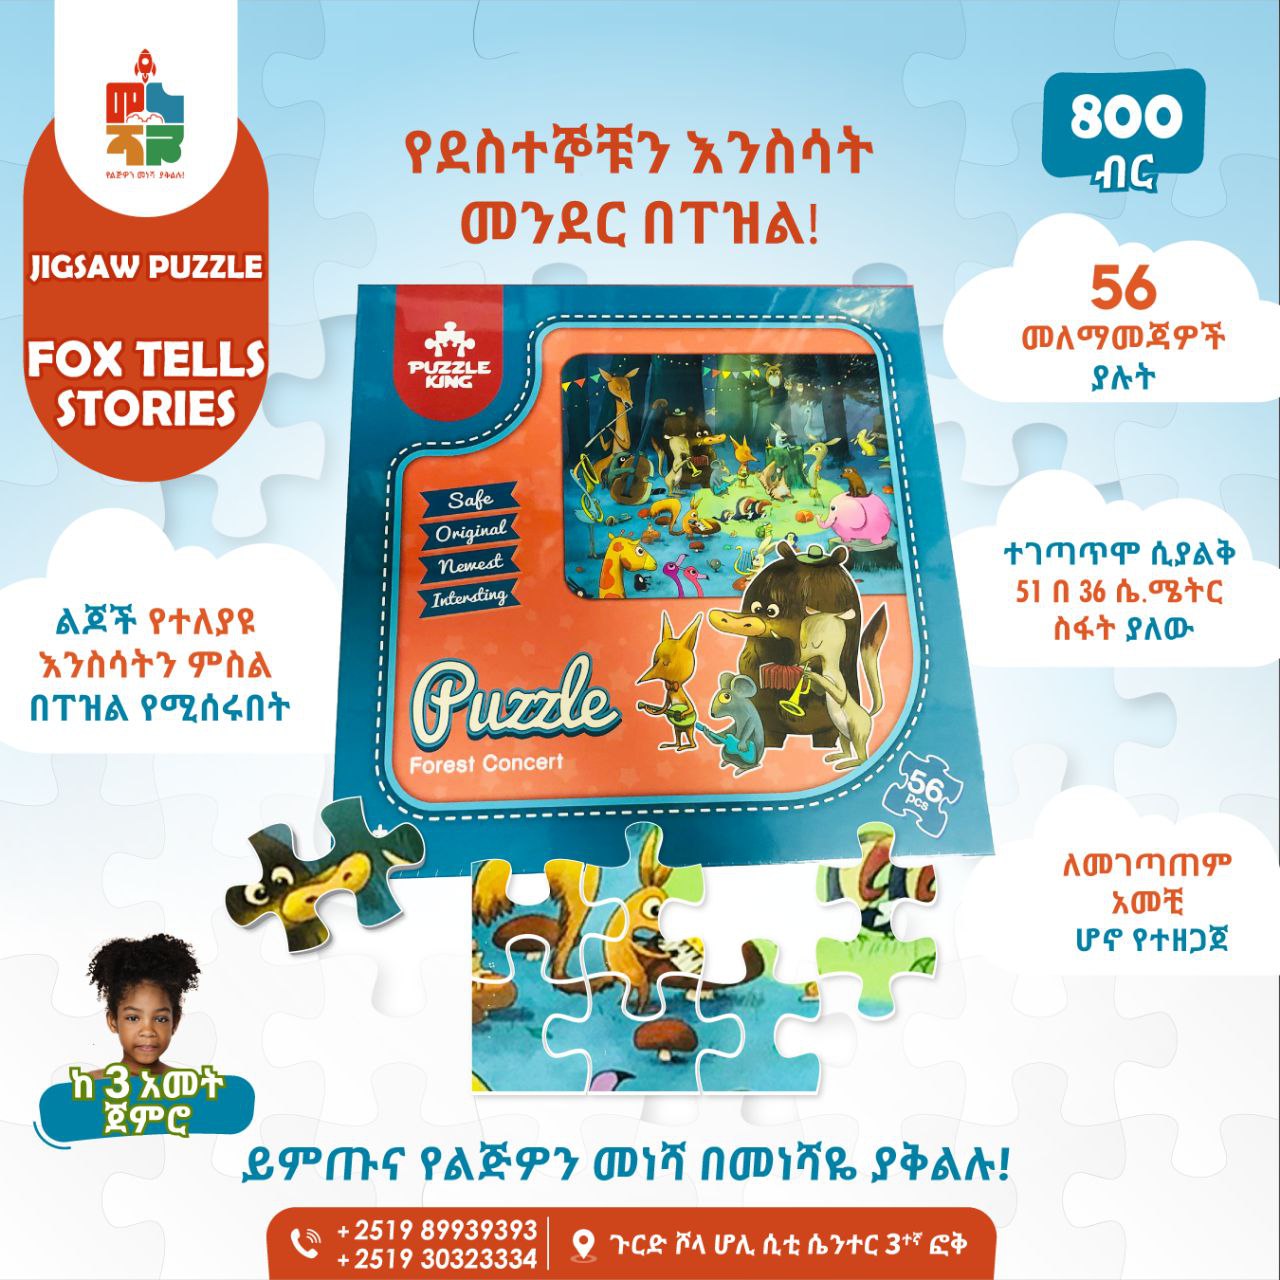 መነሻዬ
የልጅዎን መነሻ ያቅልሉ!
JIGSAW PUZZLE
FOX TELLS
STORIES
የደስተኞቹን እንስሳት
መንደር በፐዝል!
800
ብር
56
መለማመጃዎች
ያሉት
PUZZLE
KING
Safe
Original
Newest
Intersting
Puzzle
Forest Concert
56
pcs
ልጆች የተለያዩ
እንስሳትን ምስል
በፐዝል የሚሰሩበት
ተገጣጥሞ ሲያልቅ
51 በ 36 ሴ.ሜትር
ስፋት ያለው
ለመገጣጠም
አመቺ
ሆኖ የተዘጋጀ
ከ 3 አመት
ጀምሮ
ይምጡና የልጅዎን መነሻ በመነሻዬ ያቅልሉ!
+2519 89939393
+2519 30323334
ጉርድ ሾላ ሆሊ ሲቲ ሴንተር 3ተኛ ፎቅ